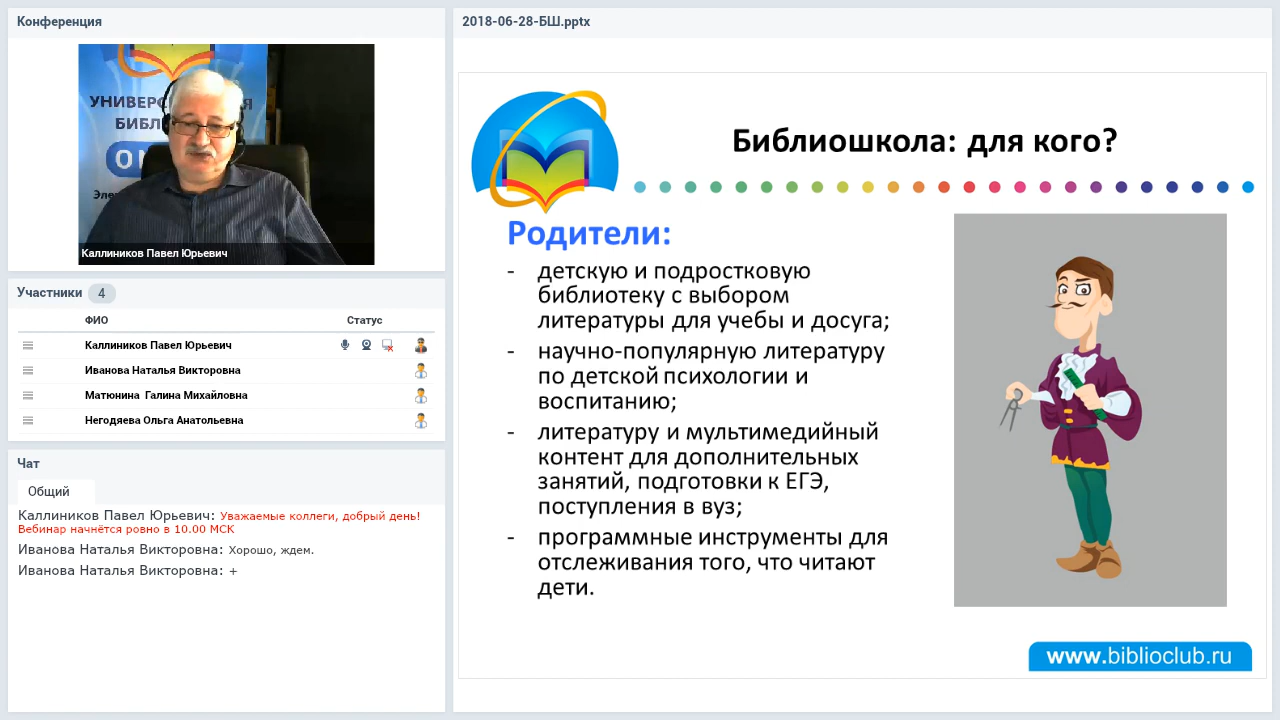 Конференция
УНИВЕРС
АЯ
БИБЛ
Каллиников Павел Юрьевич
Участники 4
ФИО Статус
Каллиников Павел Юрьевич
Иванова Наталья Викторовна
Матюнина Галина Михайловна
Негодяева Ольга Анатольевна
Чат
Общий
Каллиников Павел Юрьевич: Уважаемые коллеги, добрый день!
Вебинар начнётся ровно в 10.00 МСК
Иванова Наталья Викторовна: Хорошо, ждем.
Иванова Наталья Викторовна: +
2018-06-28-БШ.pptx
Библиошкола: для кого?
Родители:
- детскую и подростковую
библиотеку с выбором
литературы для учебы и досуга;
- научно-популярную литературу
по детской психологии и
воспитанию;
- литературу и мультимедийный
контент для дополнительных
занятий, подготовки к ЕГЭ,
поступления в вуз;
- программные инструменты для
отслеживания того, что читают
дети.
www.biblioclub.ru